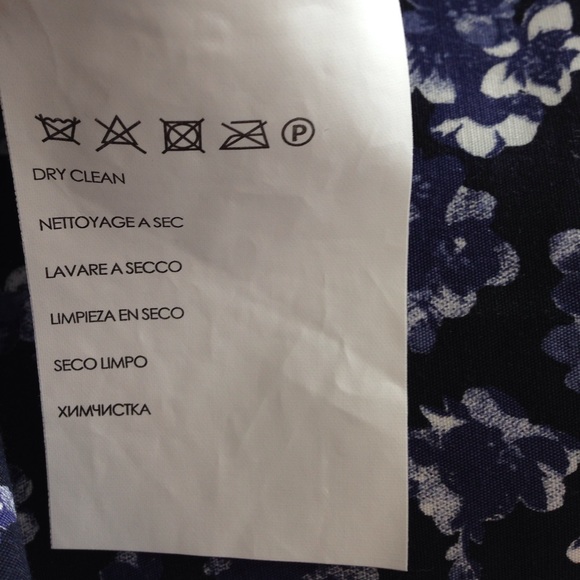 P
DRY CLEAN
NETTOYAGE A SEC
LAVARE A SECCO
LIMPIEZA EN SECO
SECO LIMPO
ХИМЧИСТКА